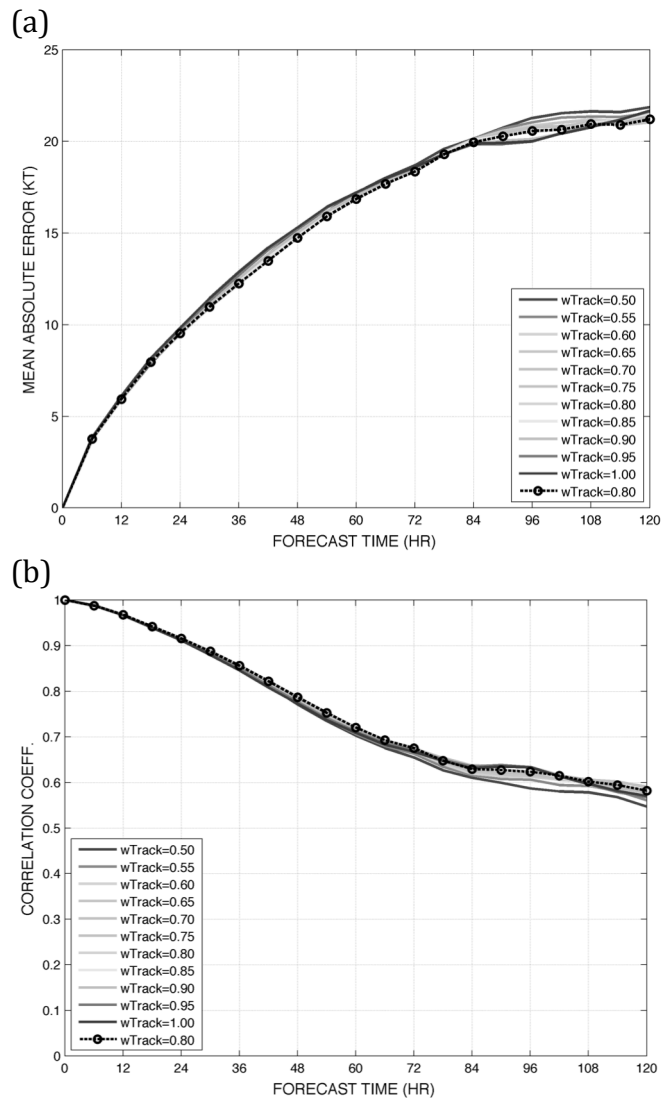 (a)
25
20
15
10
5
0
MEAN ABSOLUTE ERROR (KT)
wTrack=0.50
wTrack=0.55
wTrack=0.60
wTrack=0.65
wTrack=0.70
wTrack=0.75
wTrack=0.80
wTrack=0.85
wTrack=0.90
wTrack=0.95
wTrack=1.00
wTrack=0.80
0 12 24 36 48 60 72 84 96 108 120
FORECAST TIME (HR)
(b)
1
0.9
0.8
0.7
0.6
0.5
0.4
0.3
0.2
0.1
0
CORRELATION COEFF.
wTrack=0.50
wTrack=0.55
wTrack=0.60
wTrack=0.65
wTrack=0.70
wTrack=0.75
wTrack=0.80
wTrack=0.85
wTrack=0.90
wTrack=0.95
wTrack=1.00
wTrack=0.80
0 12 24 36 48 60 72 84 96 108 120
FORECAST TIME (HR)